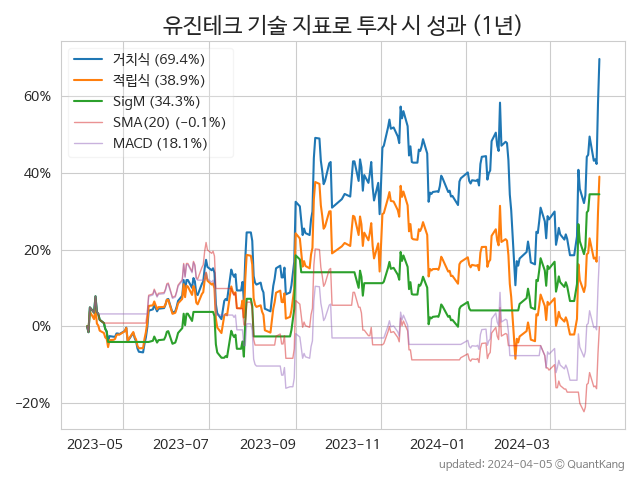 유진테크 기술 지표로 투자 시 성과 (1년)
거치식 (69.4%)
적립식 (38.9%)
SigM (34.3%)
SMA(20) (−0.1%)
MACD (18.1%)
60%
40%
20%
0%
−20%
2023-05 2023-07 2023-09 2023-11 2024-01 2024-03
updated: 2024-04-05 © QuantKang